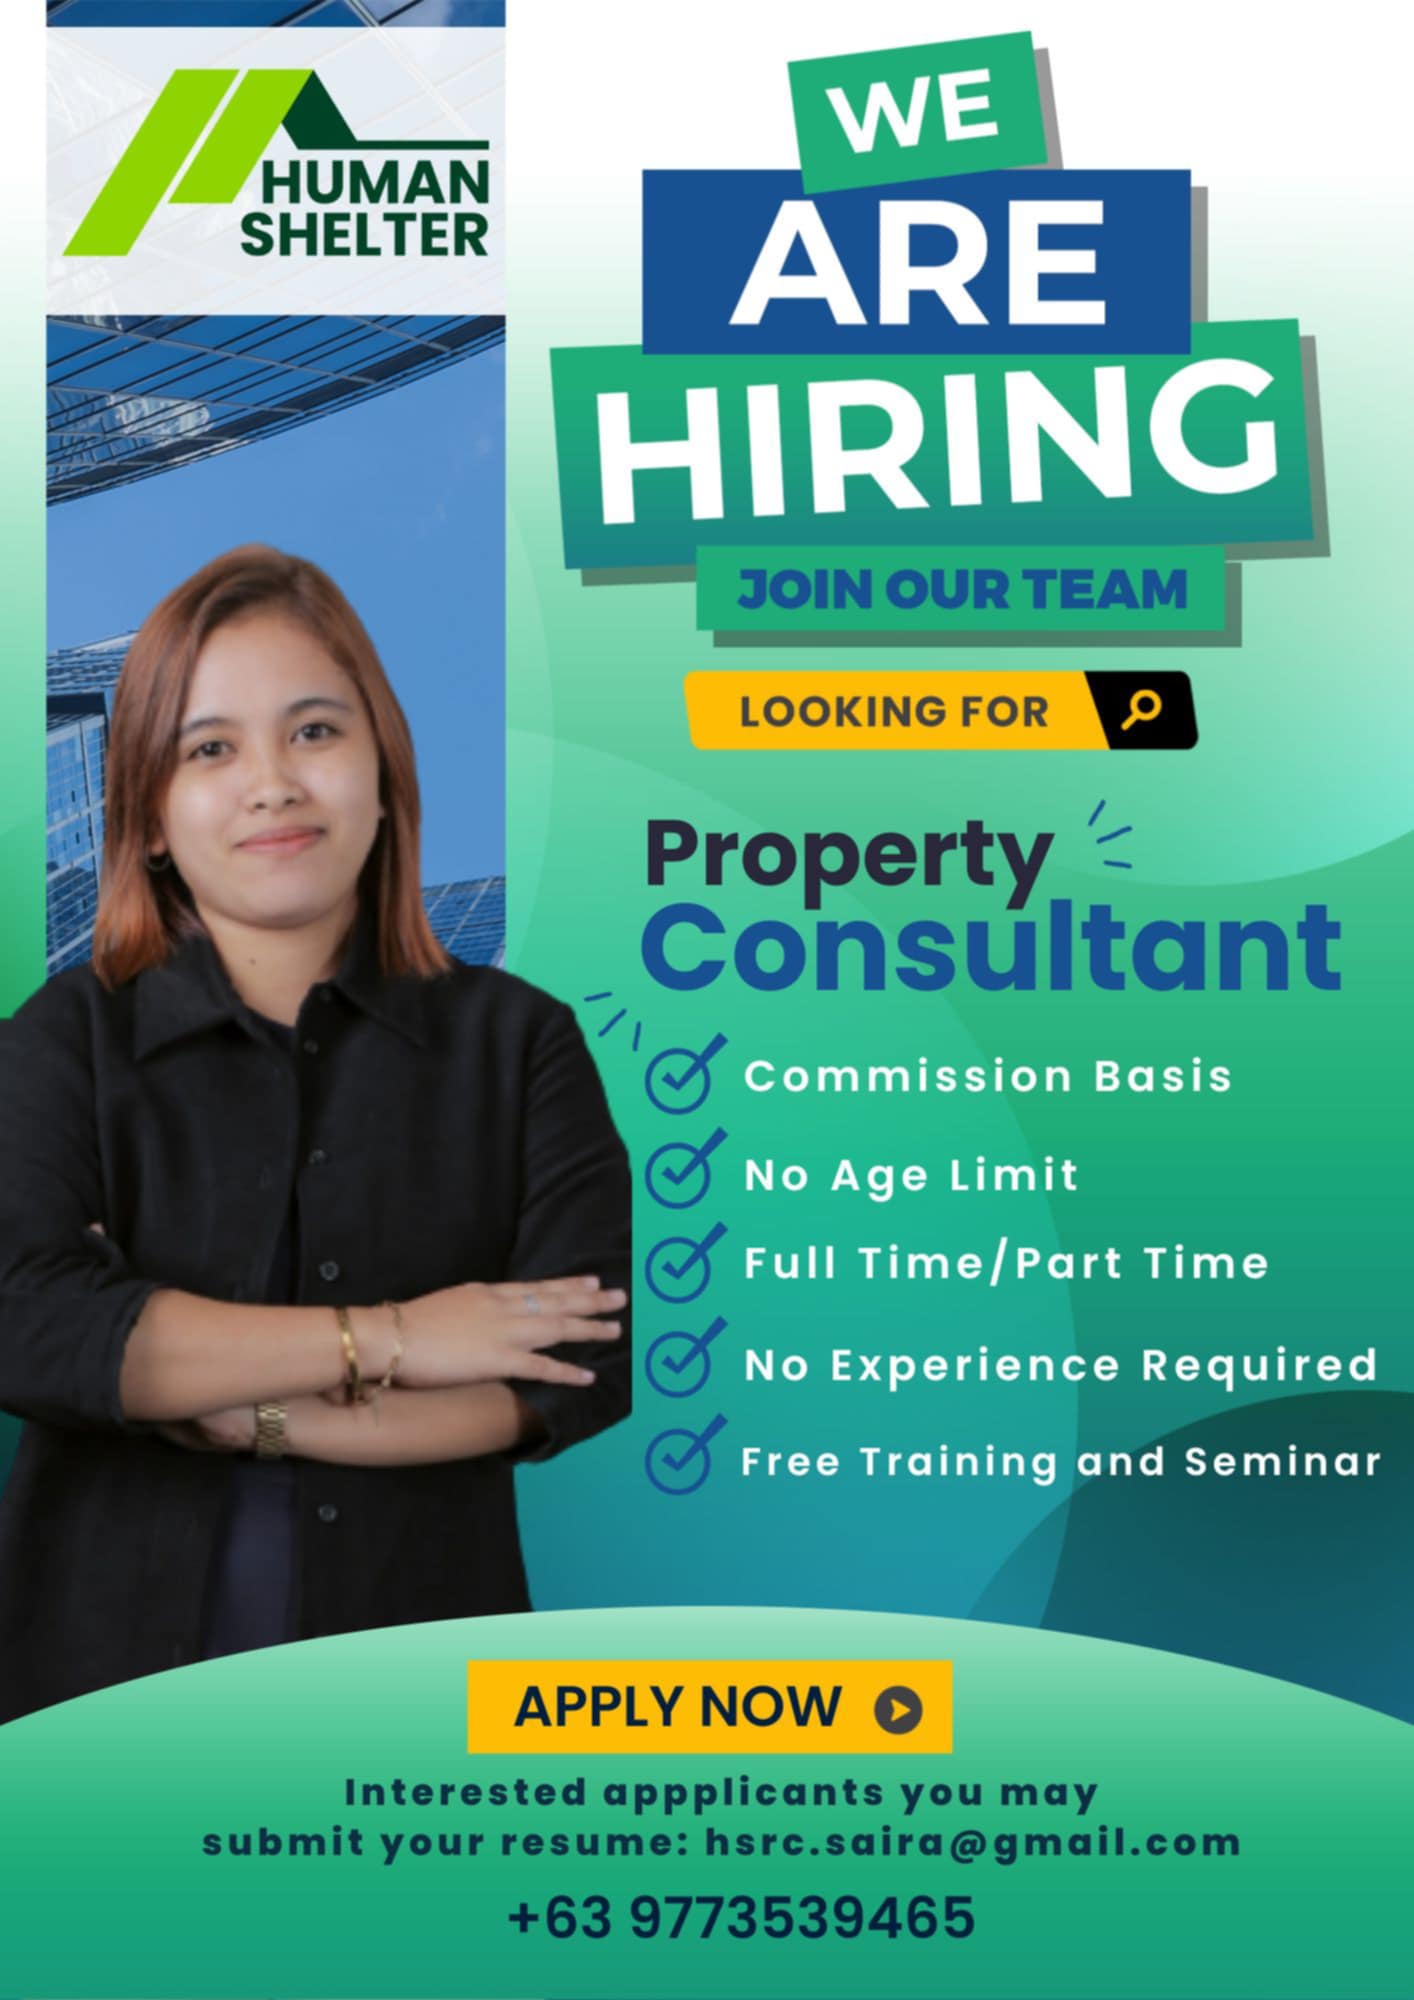 HUMAN
SHELTER
WE
ARE
HIRING
JOIN OUR TEAM
LOOKING FOR
Property
Consultant
Commission Basis
No Age Limit
Full Time/Part Time
No Experience Required
Free Training and Seminar
APPLY NOW
Interested appplicants you may
submit your resume: hsrc.saira@gmail.com
+63 9773539465